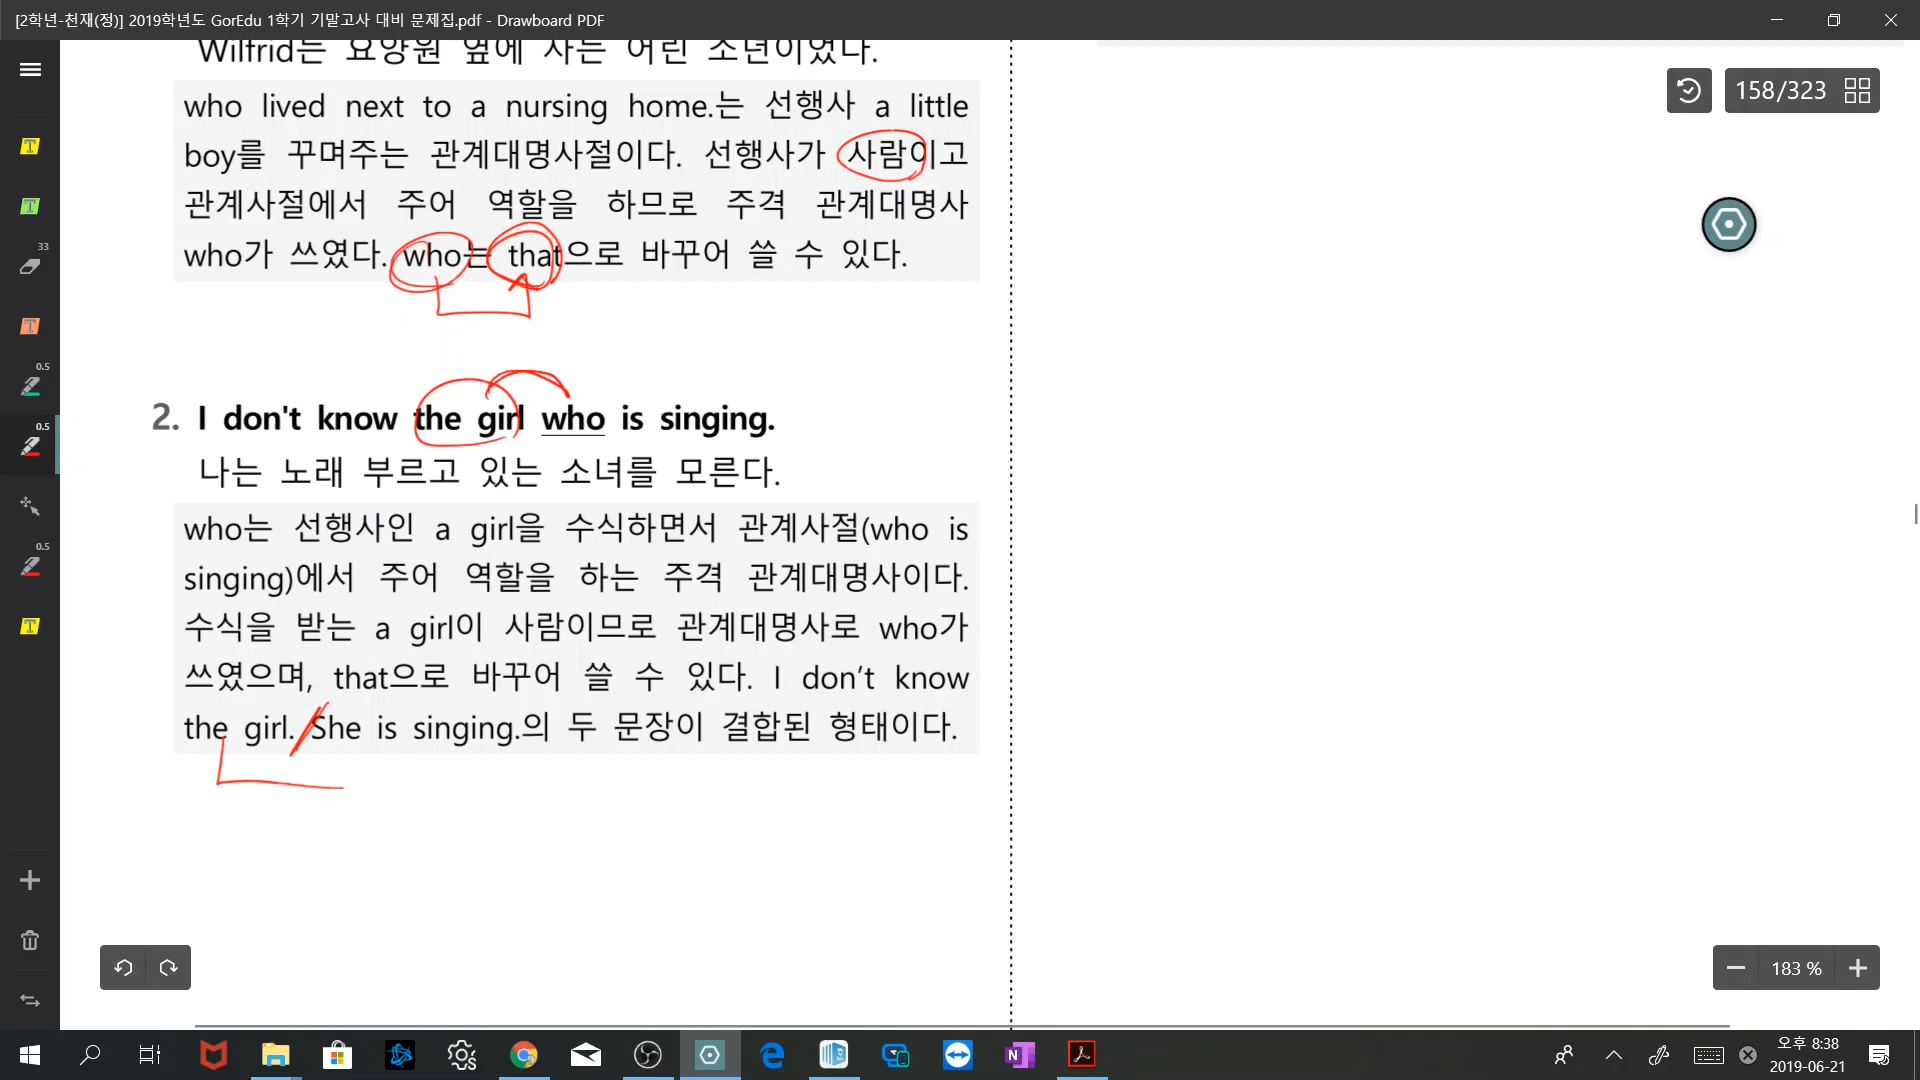 [2학년-천재(정)] 2019학년도 GorEdu 1학기 기말고사 대비 문제집.pdf - Drawboard PDF
Wilfrid는 요양원 옆에 사는 어린 소년이었다.
who lived next to a nursing home.는 선행사 a little
boy를 꾸며주는 관계대명사절이다. 선행사가 사람이고
관계사절에서 주어 역할을 하므로 주격 관계대명사
who가 쓰였다. who는 that으로 바꾸어 쓸 수 있다.
2. I don't know the girl who is singing.
나는 노래 부르고 있는 소녀를 모른다.
who는 선행사인 a girl을 수식하면서 관계사절(who is
singing)에서 주어 역할을 하는 주격 관계대명사이다.
수식을 받는 a girl이 사람이므로 관계대명사로 who가
쓰였으며, that으로 바꾸어 쓸 수 있다. I don’t know
the girl. She is singing.의 두 문장이 결합된 형태이다.
158/323
33
0.5
0.5
0.5
183 %
오후 8:38
2019-06-21